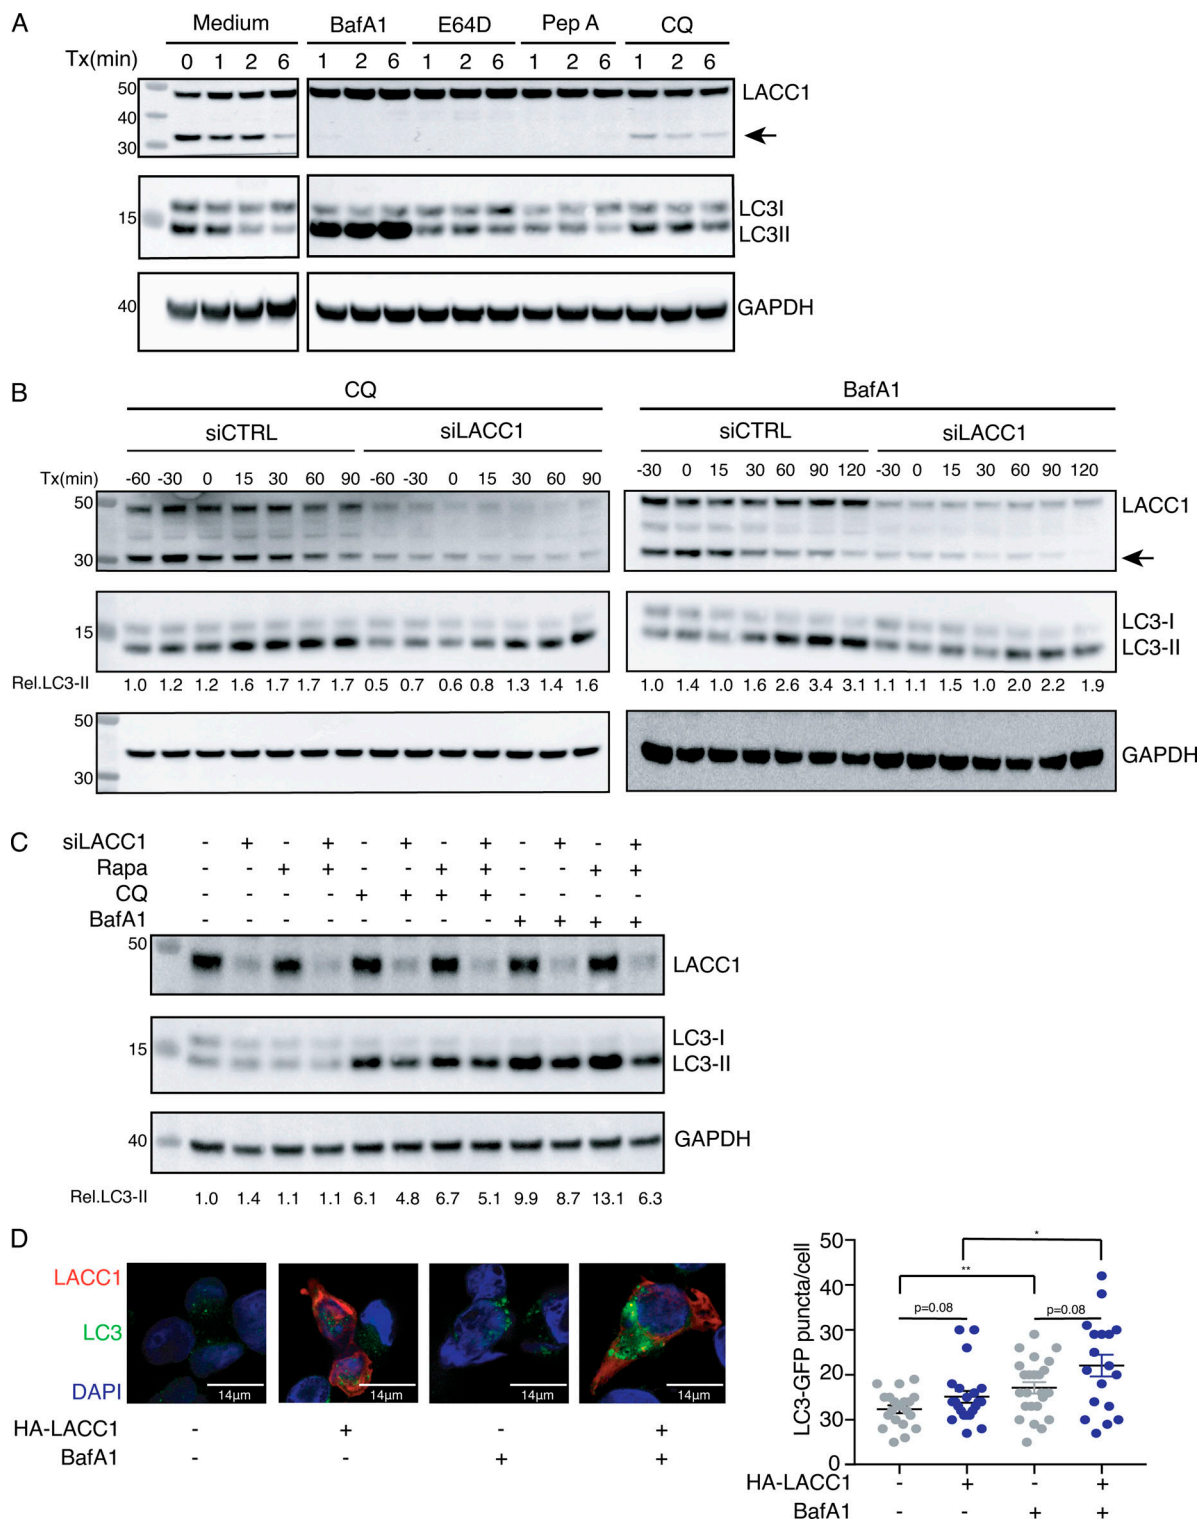 A
Medium BafA1 E64D Pep A CQ
Tx(min) 0 1 2 6 1 2 6 1 2 6 1 2 6 1 2 6
50 LACC1
40
30
LC3I
15
LC3II
40 GAPDH
B CQ BafA1
siCTRL siLACC1 siCTRL siLACC1
Tx(min) -60 -30 0 15 30 60 90 -60 -30 0 15 30 60 90 -30 0 15 30 60 90 120 -30 0 15 30 60 90 120
50 LACC1
30
LC3-I
15
LC3-II
Rel.LC3-II 1.0 1.2 1.2 1.6 1.7 1.7 1.7 0.5 0.7 0.6 0.8 1.3 1.4 1.6 1.0 1.4 1.0 1.6 2.6 3.4 3.1 1.1 1.1 1.5 1.0 2.0 2.2 1.9
50
GAPDH
30
C siLACC1 - + - + - + - + - + - +
Rapa - - + + - - + + - - + +
CQ - - - - + + + + - - - -
BafA1 - - - - - - - - + + + +
50
LACC1
LC3-I
15
LC3-II
40 GAPDH
Rel.LC3-II 1.0 1.4 1.1 1.1 6.1 4.8 6.7 5.1 9.9 8.7 13.1 6.3
D
LACC1
LC3
DAPI
14µm 14µm 14µm 14µm
HA-LACC1 - + - +
BafA1 - - + +
LC3-GFP puncta/cell
50
40
30
20
30
0
*
**
p=0.08 p=0.08
HA-LACC1 - + - +
BafA1 - - + +